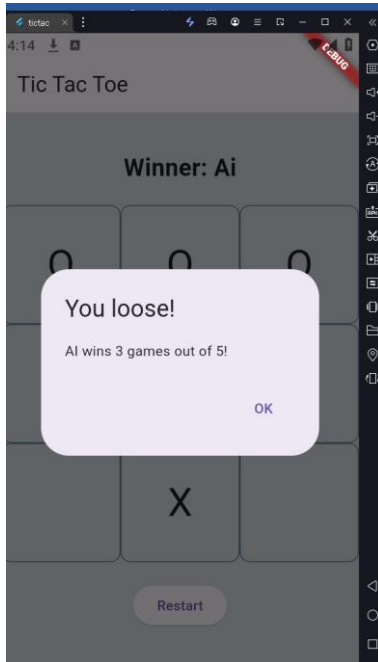 tictac
4:14
DEBUG
Tic Tac Toe
Winner: Ai
O O O
You loose!
AI wins 3 games out of 5!
OK
X
Restart